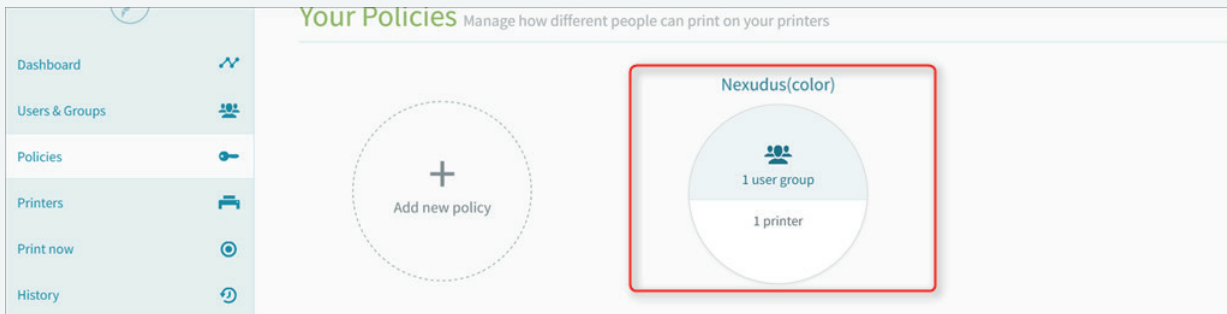 Your Policies Manage how different people can print on your printers
Dashboard
Users & Groups
Policies
Printers
Print now
History
Add new policy
Nexudus(color)
1 user group
1 printer